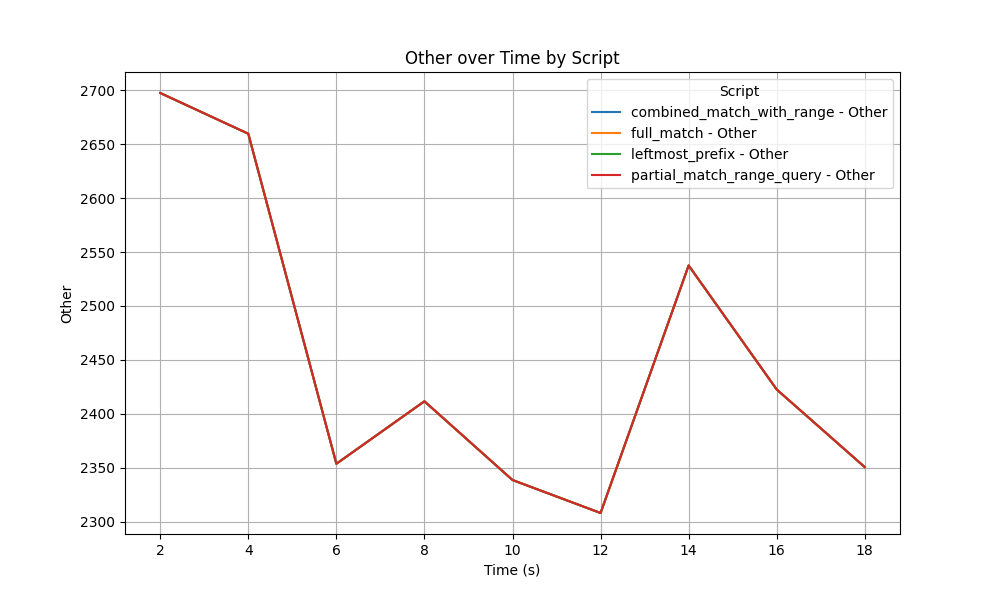 Other over Time by Script
Script
combined_match_with_range - Other
full_match - Other
leftmost_prefix - Other
partial_match_range_query - Other
Other
2700
2650
2600
2550
2500
2450
2400
2350
2300
2 4 6 8 10 12 14 16 18
Time (s)